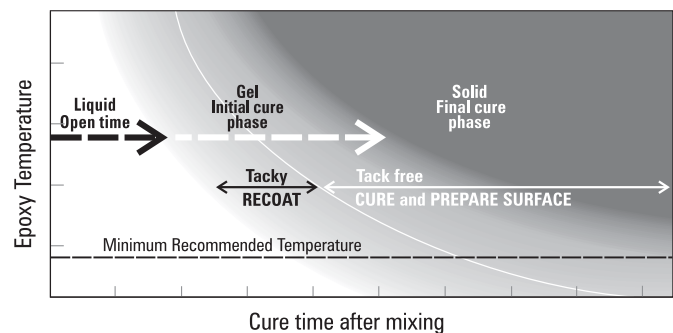 Epoxy Temperature
Liquid
Open time
Gel
Initial cure
phase
Solid
Final cure
phase
Tacky
RECOAT
Tack free
CURE and PREPARE SURFACE
Minimum Recommended Temperature
Cure time after mixing